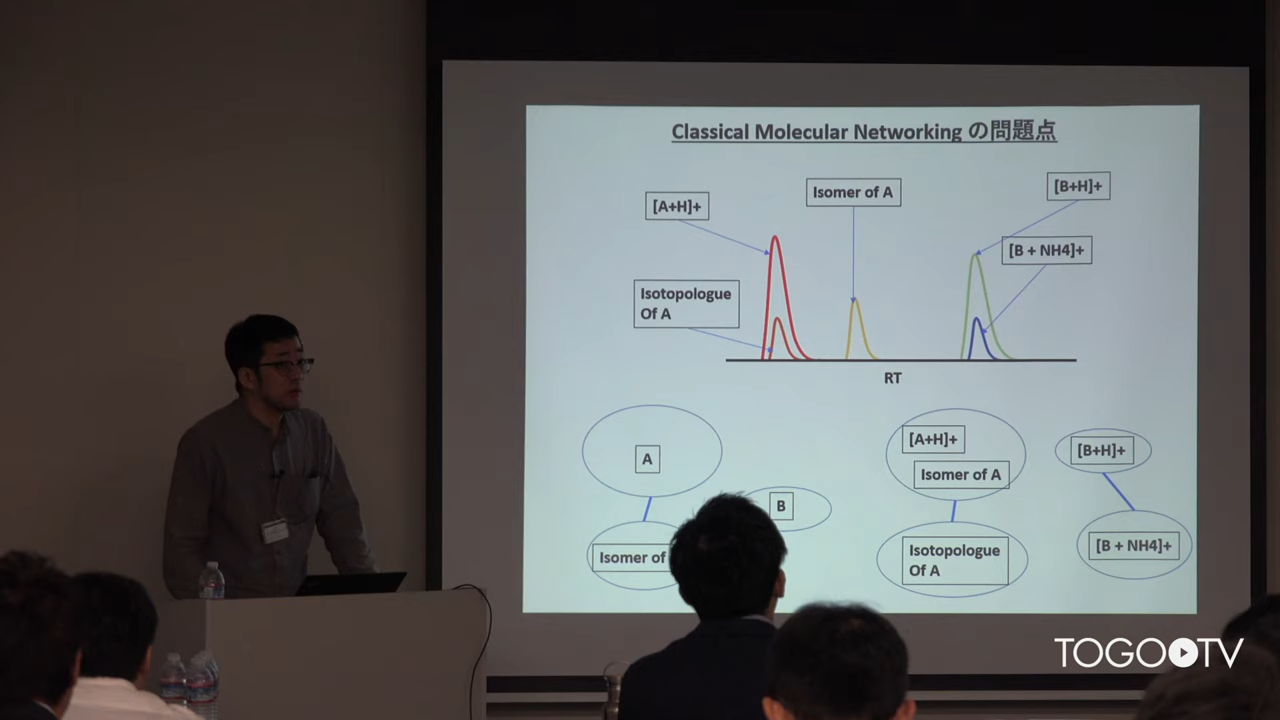 Classical Molecular Networking の問題点
[A+H]+
Isomer of A
[B+H]+
[B + NH4]+
Isotopologue
Of A
RT
A
B
Isomer of
[A+H]+
Isomer of A
Isotopologue
Of A
[B+H]+
[B + NH4]+
TOGO TV